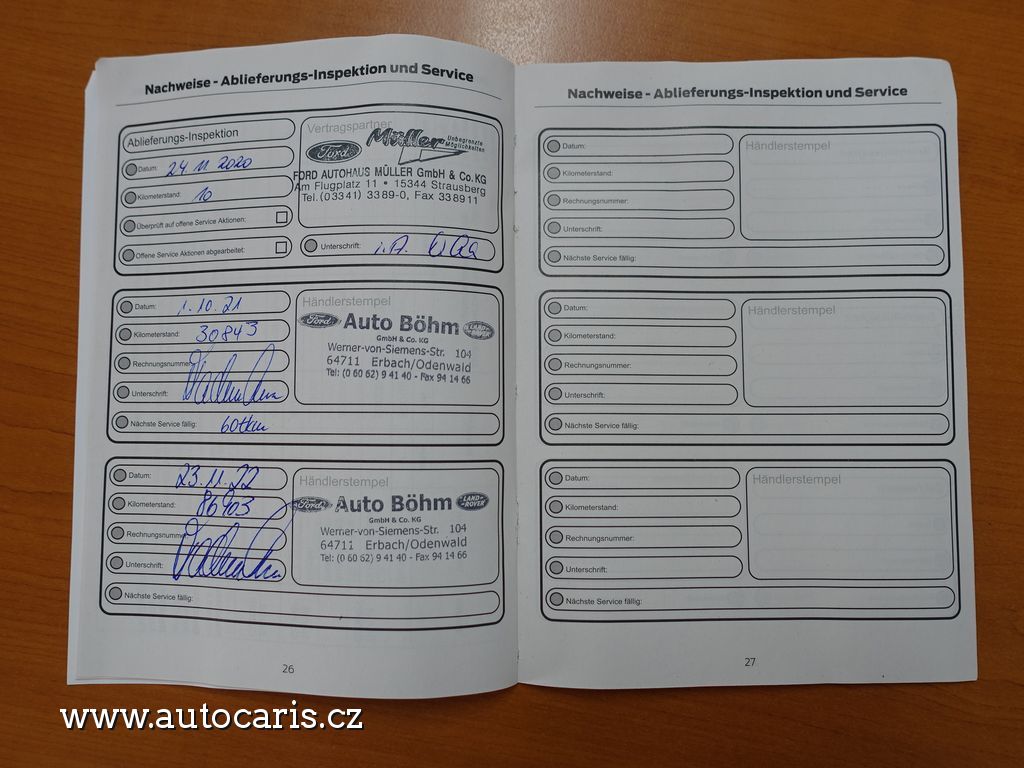 Nachweise - Ablieferungs-Inspektion und Service
Ablieferungs-Inspektion
Datum: 24 11 2020
Kilometerstand: 10
Überprüft auf offene Service Aktionen:
Offene Service Aktionen abgearbeitet:
Vertragspartner
Müller Unbegrenzte Möglichkeiten
Ford
FORD AUTOHAUS MÜLLER GmbH & Co. KG
Am Flugplatz 11 • 15344 Strausberg
Tel. (03341) 3389-0, Fax 338911
Unterschrift: i.A.
Datum: 1.10.21
Kilometerstand: 30843
Rechnungsnummer:
Unterschrift:
Nächste Service fällig: 60tkm
Händlerstempel
Ford Auto Böhm LAND-ROVER
GmbH & Co. KG
Werner-von-Siemens-Str. 104
64711 Erbach/Odenwald
Tel: (0 60 62) 9 41 40 - Fax 94 14 66
Datum: 23.11.22
Kilometerstand: 86903
Rechnungsnummer
Unterschrift:
Nächste Service fällig:
Händlerstempel
Ford Auto Böhm LAND-ROVER
GmbH & Co. KG
Werner-von-Siemens-Str. 104
64711 Erbach/Odenwald
Tel: (0 60 62) 9 41 40 - Fax 94 14 66
26
Nachweise - Ablieferungs-Inspektion und Service
Datum:
Kilometerstand:
Rechnungsnummer:
Unterschrift:
Nächste Service fällig:
Händlerstempel
Datum:
Kilometerstand:
Rechnungsnummer:
Unterschrift:
Nächste Service fällig:
Händlerstempel
Datum:
Kilometerstand:
Rechnungsnummer:
Unterschrift:
Nächste Service fällig:
Händlerstempel
27
www.autocaris.cz